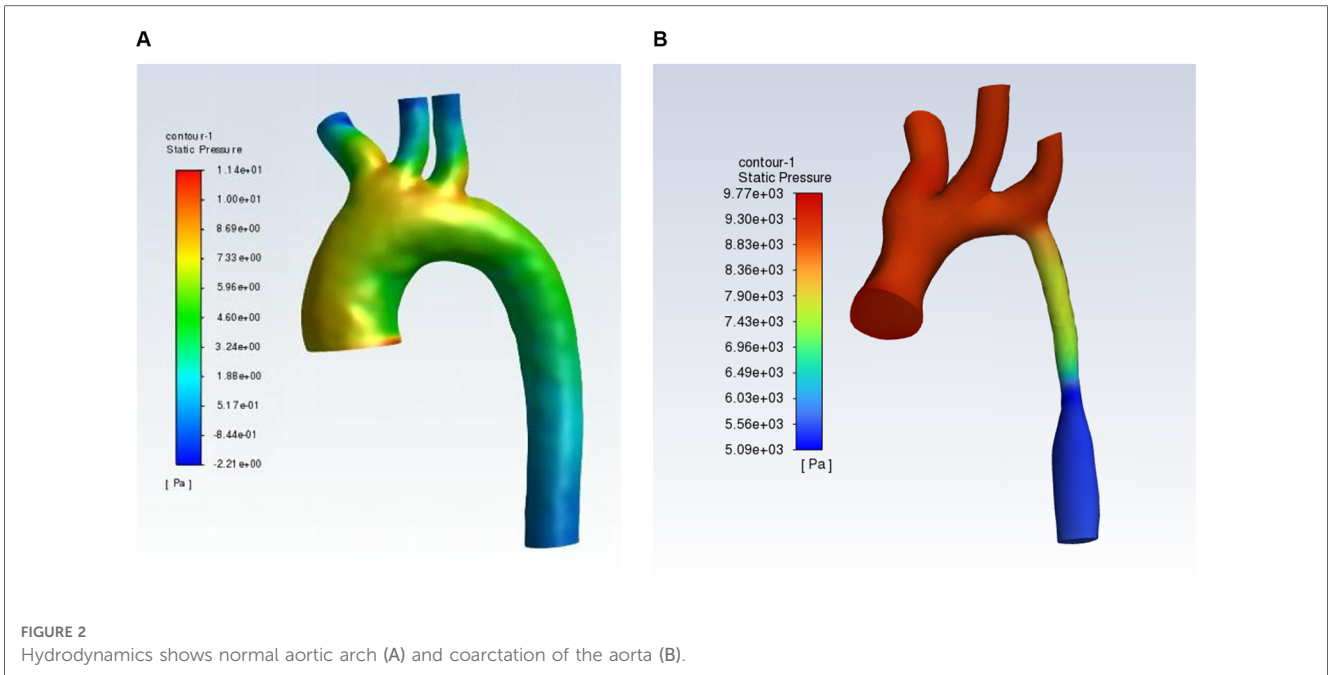 A
B
contour-1
Static Pressure
1.14e+01
1.00e+01
8.69e+00
7.33e+00
5.96e+00
4.60e+00
3.24e+00
1.88e+00
5.17e-01
-8.44e-01
-2.21e+00
[ Pa ]
contour-1
Static Pressure
9.77e+03
9.30e+03
8.83e+03
8.36e+03
7.90e+03
7.43e+03
6.96e+03
6.49e+03
6.03e+03
5.56e+03
5.09e+03
[ Pa ]
FIGURE 2
Hydrodynamics shows normal aortic arch (A) and coarctation of the aorta (B).